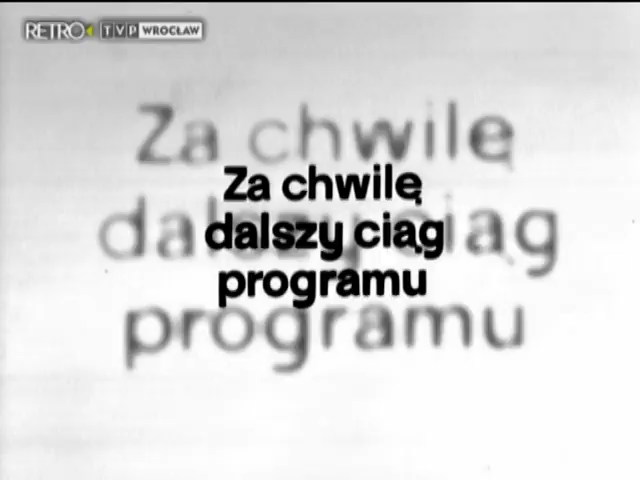 RETRO TVP WROCŁAW
Za chwilę
dalszy ciąg
programu
Za chwilę
dalszy ciąg
programu